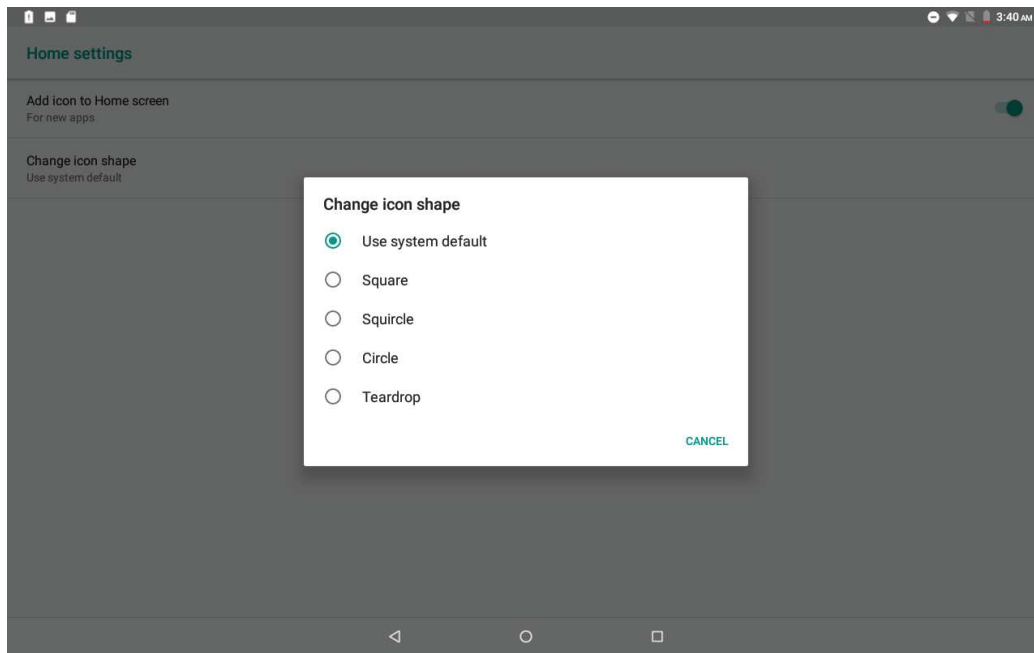 3:40 AM
Home settings
Add icon to Home screen
For new apps
Change icon shape
Use system default
Change icon shape
Use system default
Square
Squircle
Circle
Teardrop
CANCEL